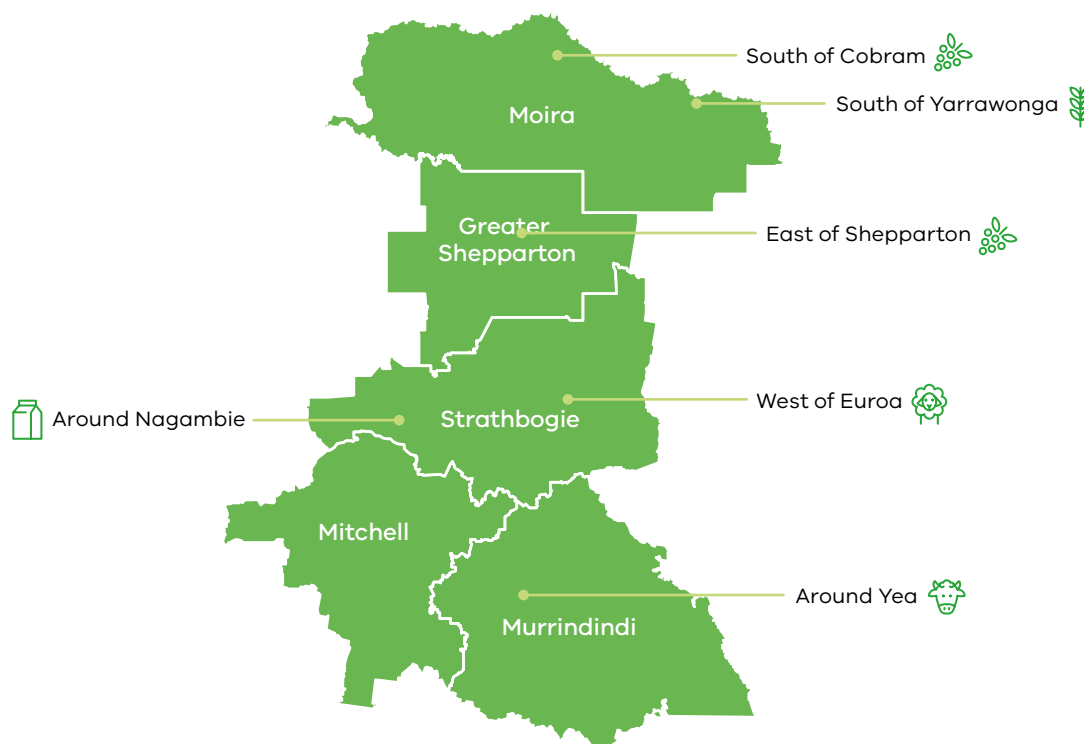 South of Cobram
South of Yarrawonga
Moira
Greater
Shepparton
East of Shepparton
Around Nagambie
Strathbogie
West of Euroa
Mitchell
Around Yea
Murrindindi